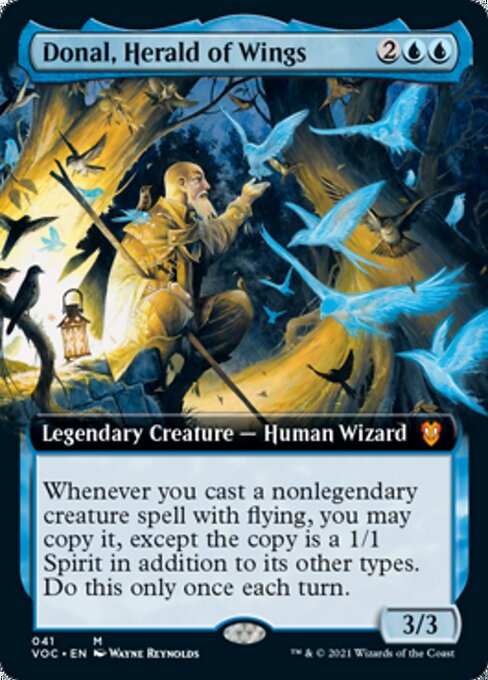 Donal, Herald of Wings 2
Legendary Creature — Human Wizard
Whenever you cast a nonlegendary
creature spell with flying, you may
copy it, except the copy is a 1/1
Spirit in addition to its other types.
Do this only once each turn.
3/3
041 M
VOC • EN Wayne Reynolds
™ & © 2021 Wizards of the Coast